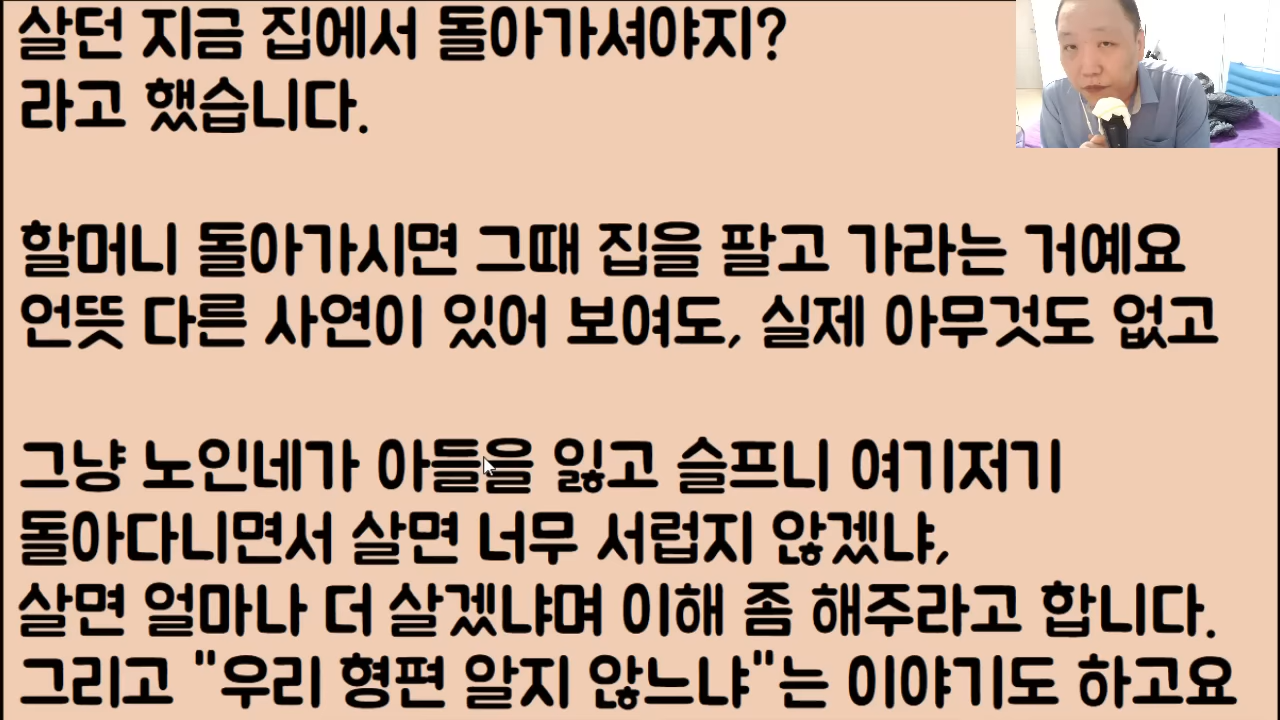 살던 지금 집에서 돌아가셔야지?
라고 했습니다.
할머니 돌아가시면 그때 집을 팔고 가라는 거예요
언뜻 다른 사연이 있어 보여도, 실제 아무것도 없고
그냥 노인네가 아들을 잃고 슬프니 여기저기
돌아다니면서 살면 너무 서럽지 않겠냐,
살면 얼마나 더 살겠냐며 이해 좀 해주라고 합니다.
그리고 "우리 형편 알지 않느냐"는 이야기도 하고요